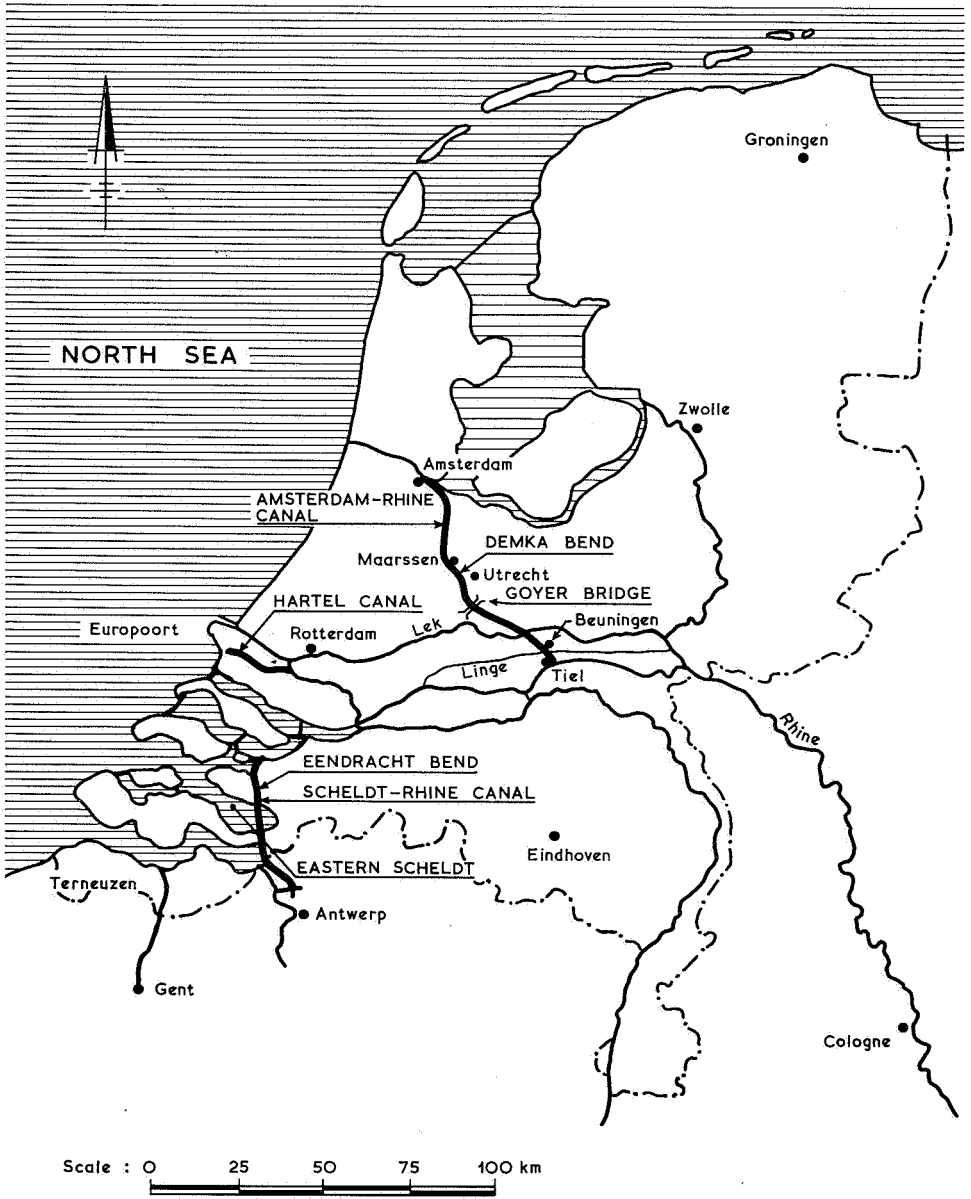 Groningen
NORTH SEA
Zwolle
Amsterdam
AMSTERDAM-RHINE
CANAL
DEMKA BEND
Maarssen
Utrecht
GOYER BRIDGE
HARTEL CANAL
Beuningen
Europoort
Rotterdam
Lek
Linge
Tiel
Rhine
EENDRACHT BEND
SCHELDT-RHINE CANAL
Eindhoven
EASTERN SCHELDT
Terneuzen
Antwerp
Gent
Cologne
Scale : 0 25 50 75 100 km